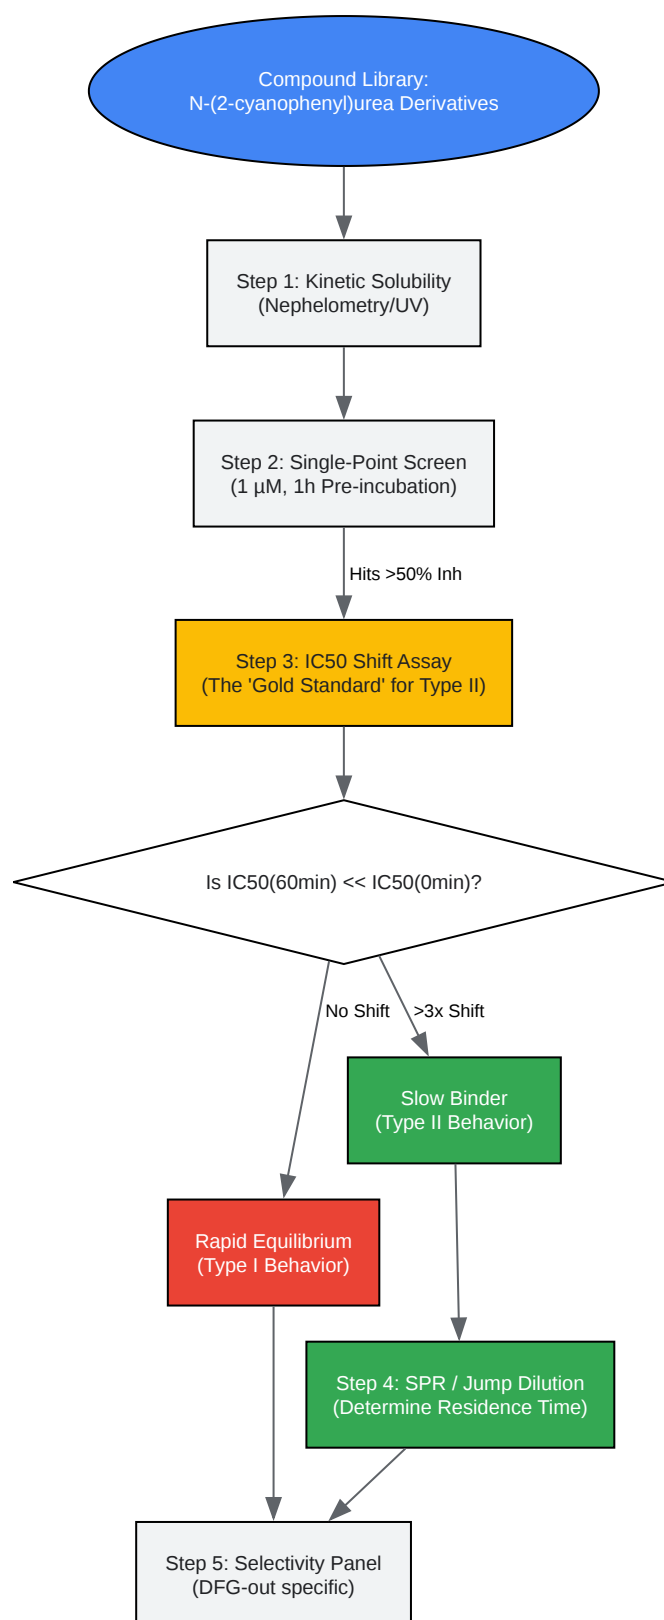 Compound Library:
N-(2-cyanophenyl)urea Derivatives
Step 1: Kinetic Solubility
(Nephelometry/UV)
Step 2: Single-Point Screen
(1 µM, 1h Pre-incubation)
Hits >50% Inh
Step 3: IC50 Shift Assay
(The 'Gold Standard' for Type II)
Is IC50(60min) << IC50(0min)?
No Shift
>3x Shift
Slow Binder
(Type II Behavior)
Rapid Equilibrium
(Type I Behavior)
Step 4: SPR / Jump Dilution
(Determine Residence Time)
Step 5: Selectivity Panel
(DFG-out specific)